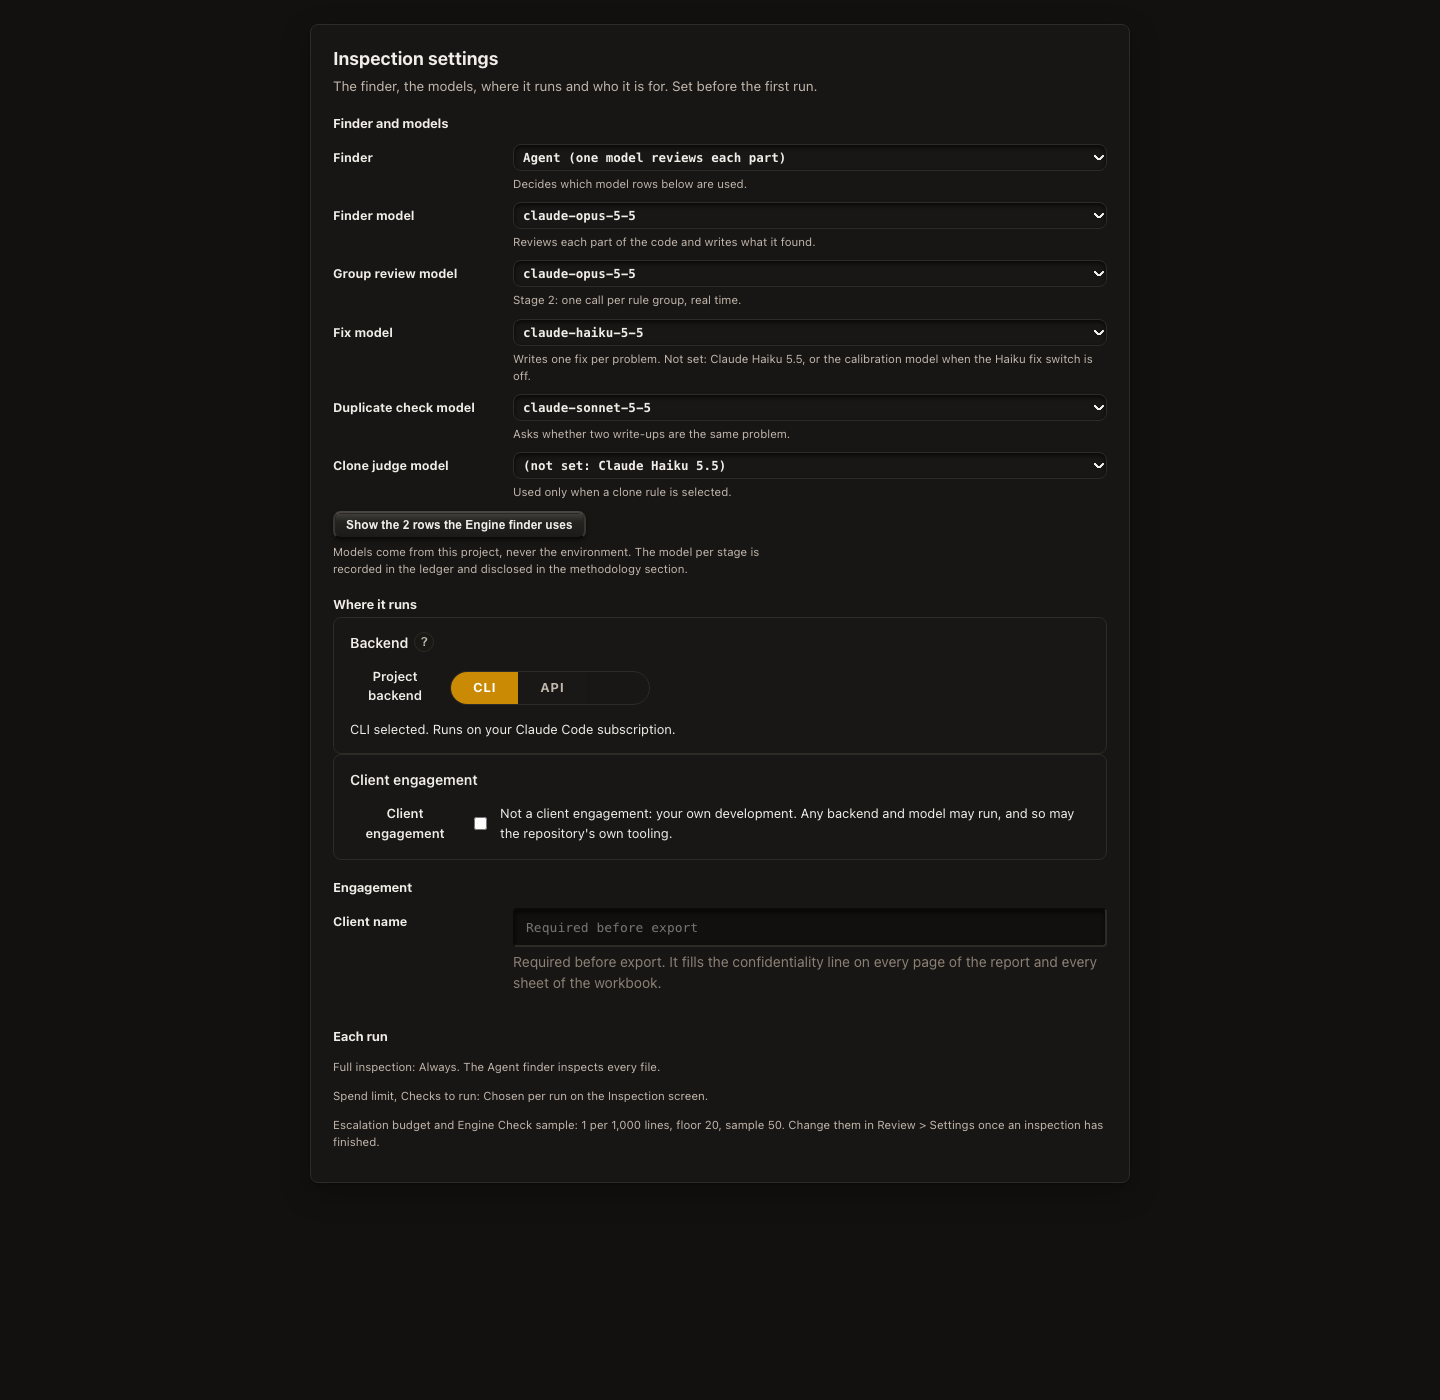 Inspection settings
The finder, the models, where it runs and who it is for. Set before the first run.
Finder and models
Finder
Agent (one model reviews each part)
Decides which model rows below are used.
Finder model
claude-opus-5-5
Reviews each part of the code and writes what it found.
Group review model
claude-opus-5-5
Stage 2: one call per rule group, real time.
Fix model
claude-haiku-5-5
Writes one fix per problem. Not set: Claude Haiku 5.5, or the calibration model when the Haiku fix switch is
off.
Duplicate check model
claude-sonnet-5-5
Asks whether two write-ups are the same problem.
Clone judge model
(not set: Claude Haiku 5.5)
Used only when a clone rule is selected.
Show the 2 rows the Engine finder uses
Models come from this project, never the environment. The model per stage is
recorded in the ledger and disclosed in the methodology section.
Where it runs
Backend ?
Project
backend
CLI API
CLI selected. Runs on your Claude Code subscription.
Client engagement
Client
engagement
Not a client engagement: your own development. Any backend and model may run, and so may
the repository's own tooling.
Engagement
Client name
Required before export
Required before export. It fills the confidentiality line on every page of the report and every
sheet of the workbook.
Each run
Full inspection: Always. The Agent finder inspects every file.
Spend limit, Checks to run: Chosen per run on the Inspection screen.
Escalation budget and Engine Check sample: 1 per 1,000 lines, floor 20, sample 50. Change them in Review > Settings once an inspection has
finished.